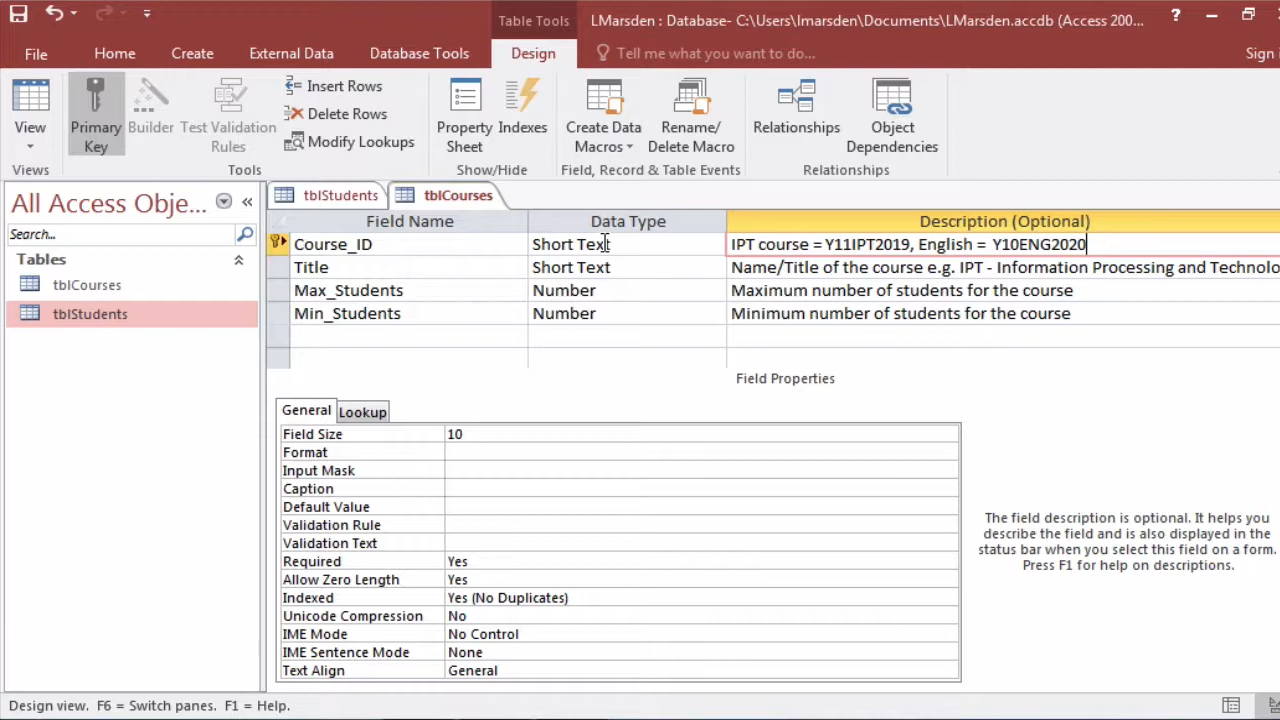 Table Tools
LMarsden : Database- C:\Users\lmarsden\Documents\LMarsden.accdb (Access 200...
?
File
Home
Create
External Data
Database Tools
Design
Tell me what you want to do...
Sign
View
Primary Key
Builder
Test Validation Rules
Insert Rows
Delete Rows
Modify Lookups
Property Sheet
Indexes
Create Data Macros
Rename/ Delete Macro
Relationships
Object Dependencies
Views
Tools
Show/Hide
Field, Record & Table Events
Relationships
All Access Obje...
Search...
Tables
tblCourses
tblStudents
tblStudents
tblCourses
Field Name Data Type Description (Optional)
Course_ID Short Text IPT course = Y11IPT2019, English = Y10ENG2020
Title Short Text Name/Title of the course e.g. IPT - Information Processing and Technolo
Max_Students Number Maximum number of students for the course
Min_Students Number Minimum number of students for the course
Field Properties
General Lookup
Field Size 10
Format
Input Mask
Caption
Default Value
Validation Rule
Validation Text
Required Yes
Allow Zero Length Yes
Indexed Yes (No Duplicates)
Unicode Compression No
IME Mode No Control
IME Sentence Mode None
Text Align General
The field description is optional. It helps you
describe the field and is also displayed in the
status bar when you select this field on a form.
Press F1 for help on descriptions.
Design view. F6 = Switch panes. F1 = Help.